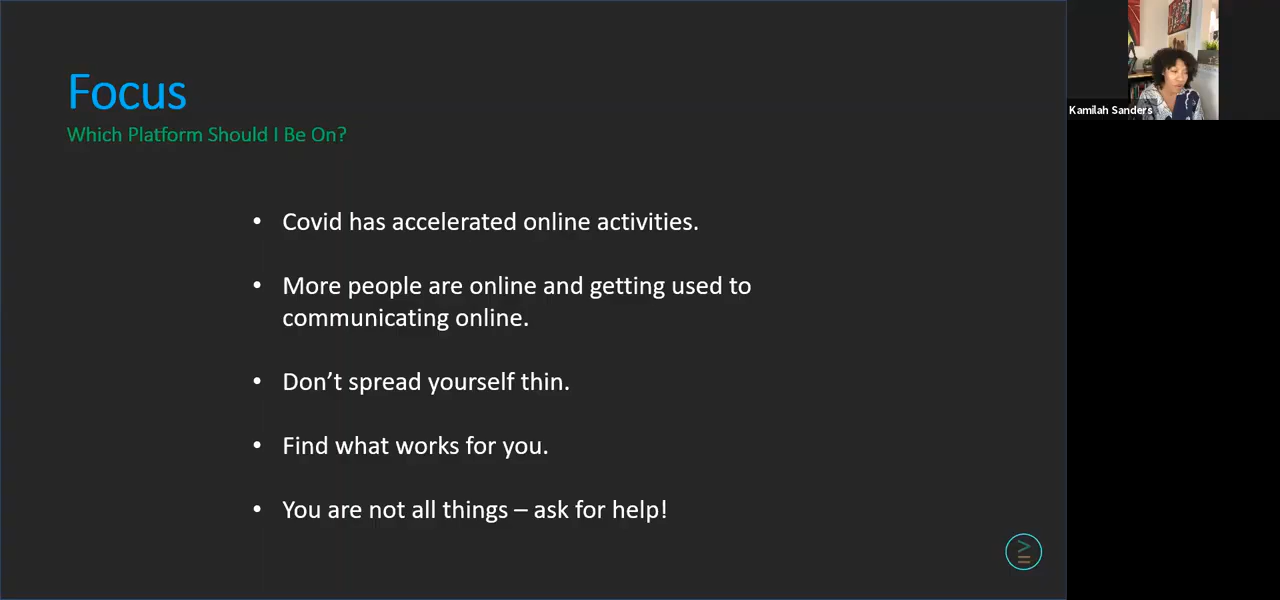 Focus
Which Platform Should I Be On?
• Covid has accelerated online activities.
• More people are online and getting used to
communicating online.
• Don’t spread yourself thin.
• Find what works for you.
• You are not all things – ask for help!
Kamilah Sanders